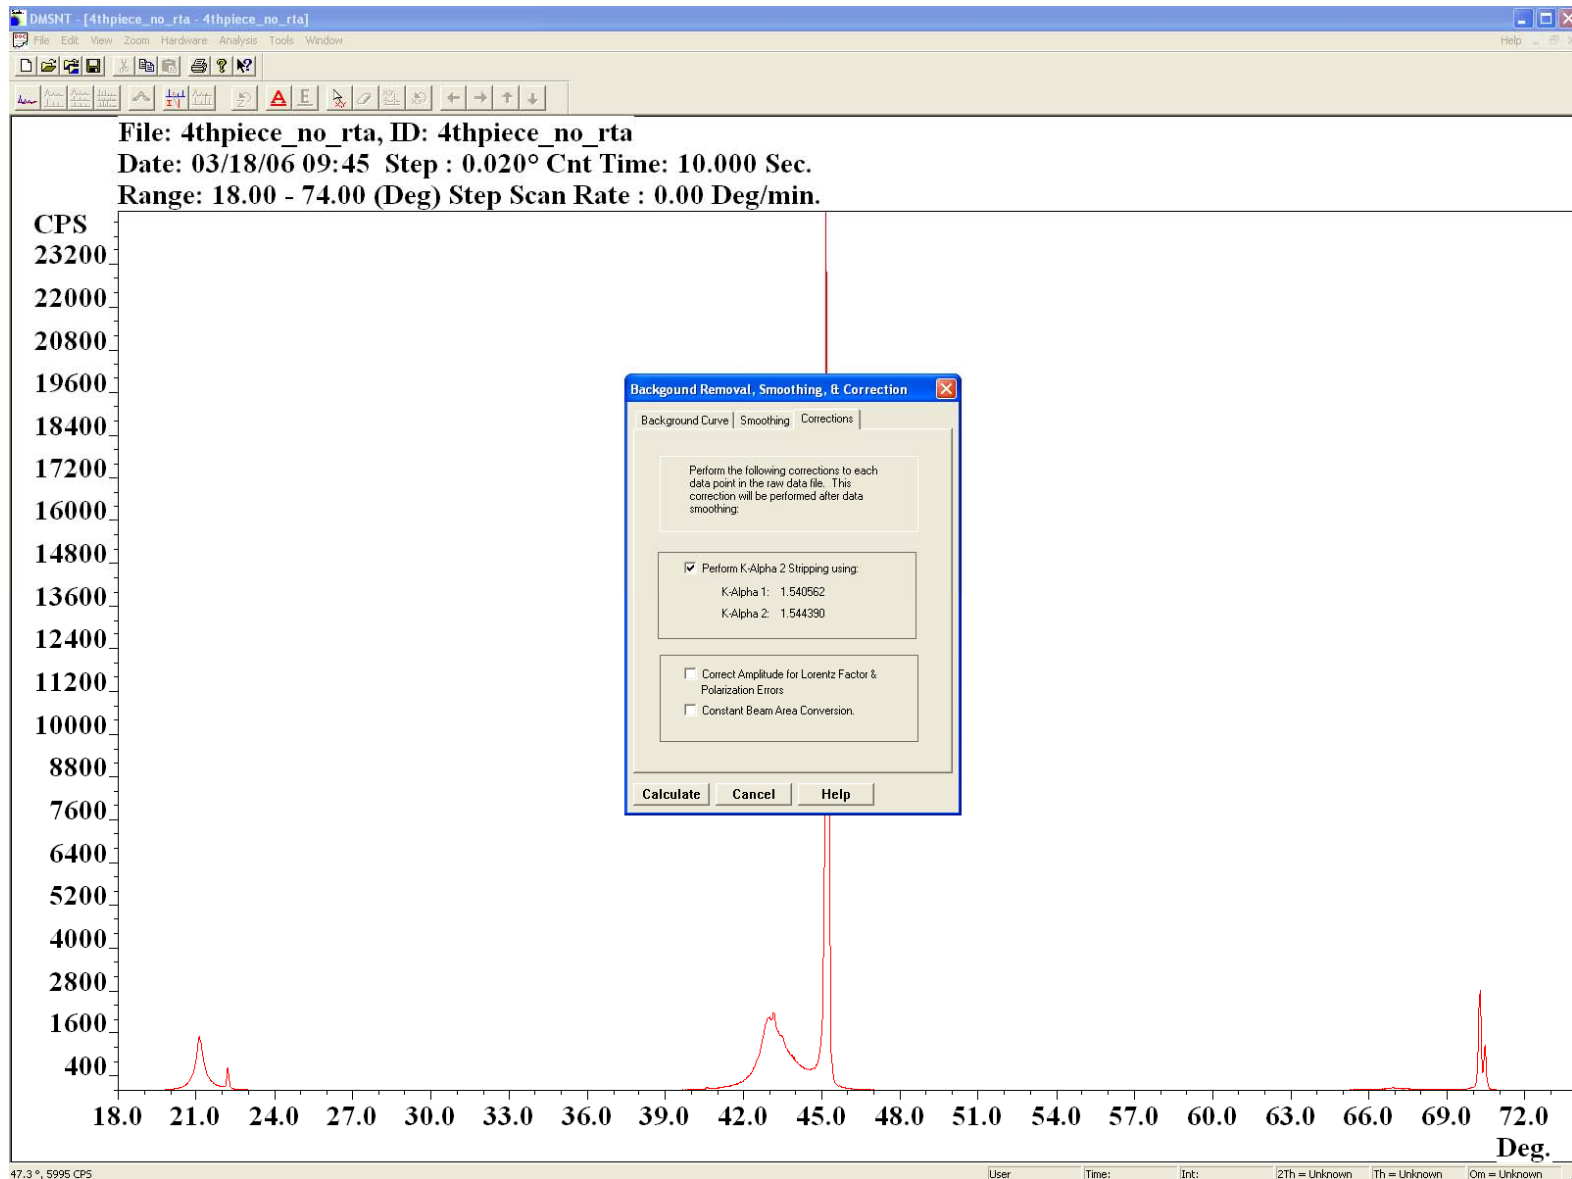 DMSNT - [4thpiece_no_rta - 4thpiece_no_rta]
File Edit View Zoom Hardware Analysis Tools Window Help
File: 4thpiece_no_rta, ID: 4thpiece_no_rta
Date: 03/18/06 09:45 Step : 0.020° Cnt Time: 10.000 Sec.
Range: 18.00 - 74.00 (Deg) Step Scan Rate : 0.00 Deg/min.
CPS
23200
22000
20800
19600
18400
17200
16000
14800
13600
12400
11200
10000
8800
7600
6400
5200
4000
2800
1600
400
Backgound Removal, Smoothing, & Correction
Background Curve Smoothing Corrections
Perform the following corrections to each
data point in the raw data file. This
correction will be performed after data
smoothing:
Perform K-Alpha 2 Stripping using:
K-Alpha 1: 1.540562
K-Alpha 2: 1.544390
Correct Amplitude for Lorentz Factor &
Polarization Errors
Constant Beam Area Conversion.
Calculate Cancel Help
18.0 21.0 24.0 27.0 30.0 33.0 36.0 39.0 42.0 45.0 48.0 51.0 54.0 57.0 60.0 63.0 66.0 69.0 72.0
Deg.
47.3 °, 5995 CPS User Time: Int: 2Th = Unknown Th = Unknown Om = Unknown